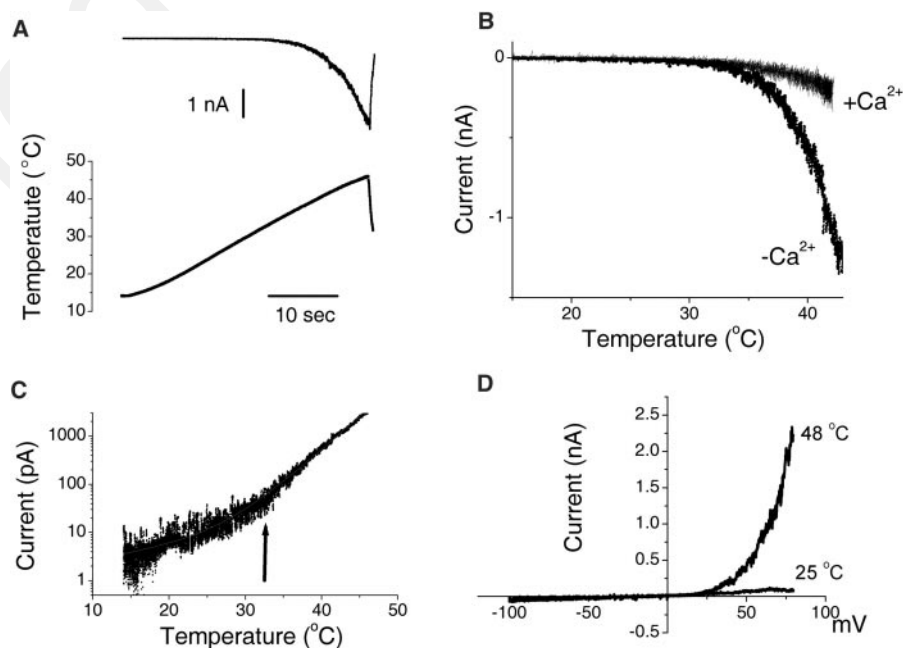 A
1 nA
Temperatute (°C)
50
40
30
20
10
10 sec
B
Current (nA)
0
-1
+Ca2+
-Ca2+
20
30
40
Temperature (°C)
C
Current (pA)
1000
100
10
1
10
20
30
40
50
Temperature (°C)
D
Current (nA)
2.5
2.0
1.5
1.0
0.5
-0.5
48 °C
25 °C
-100
-50
0
50
100
mV